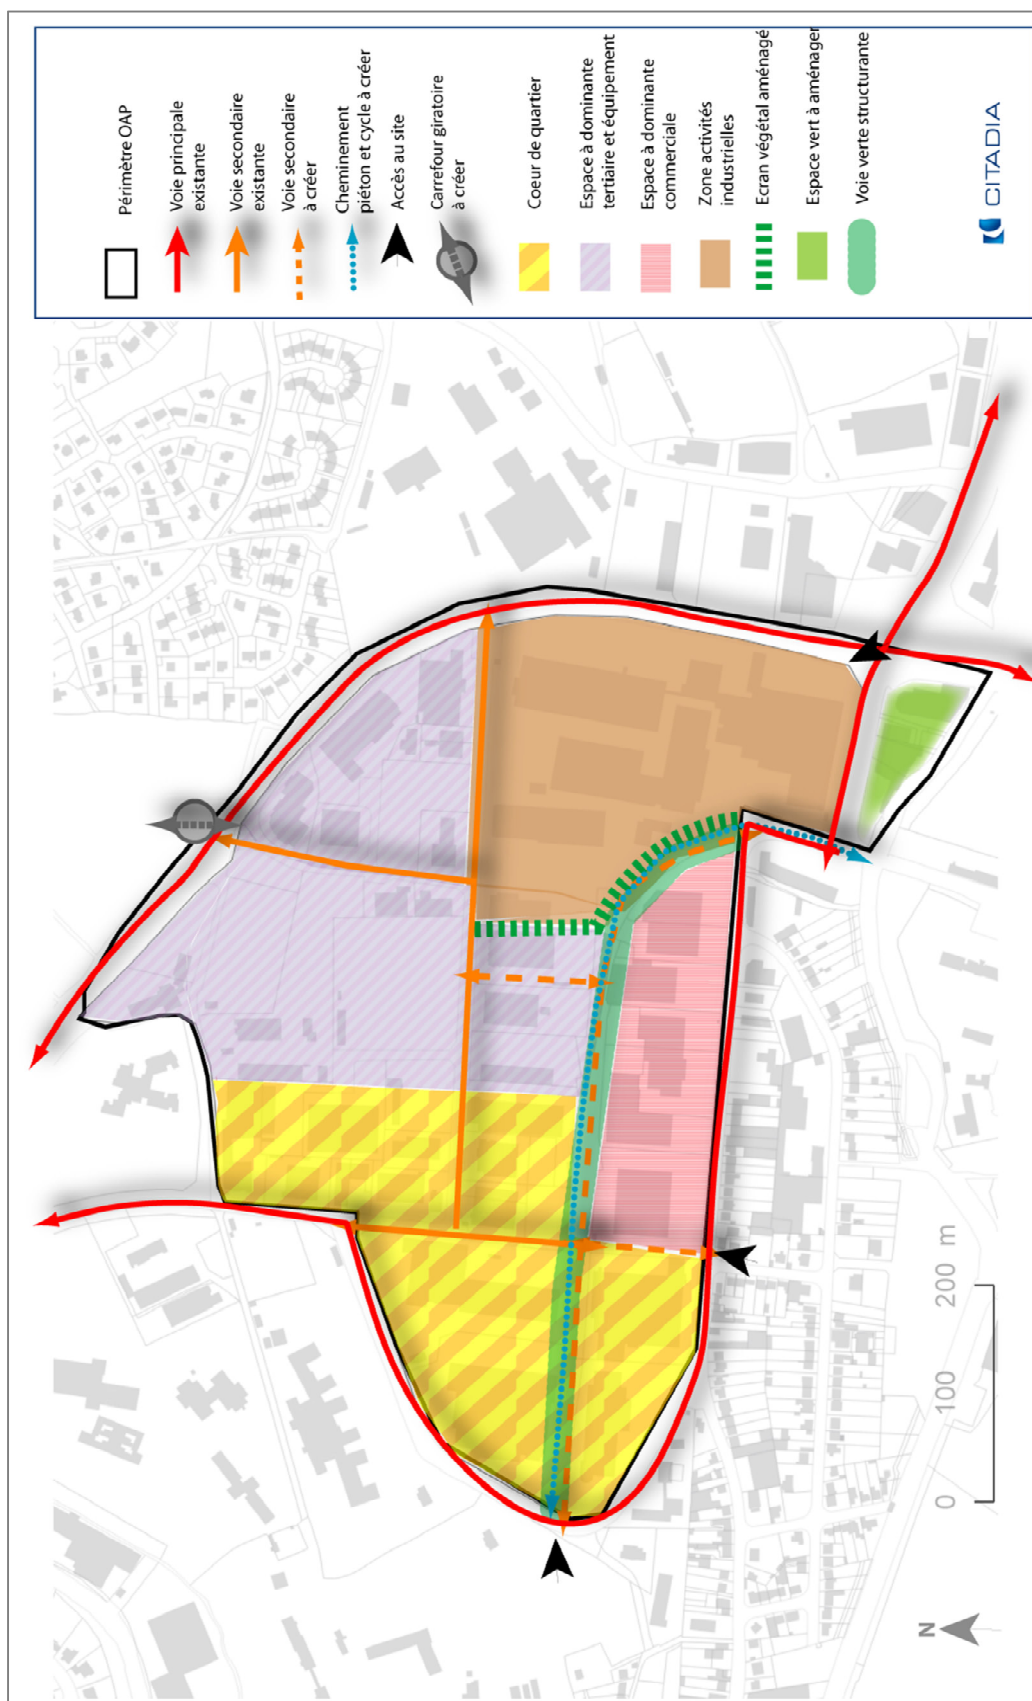 Périmètre OAP
Voie principale
existante
Voie secondaire
existante
Voie secondaire
à créer
Cheminement
piéton et cycle à créer
Accès au site
Carrefour giratoire
à créer
Coeur de quartier
Espace à dominante
tertiaire et équipement
Espace à dominante
commerciale
Zone activités
industrielles
Ecran végétal aménagé
Espace vert à aménager
Voie verte structurante
CITADIA
N
0 100 200 m